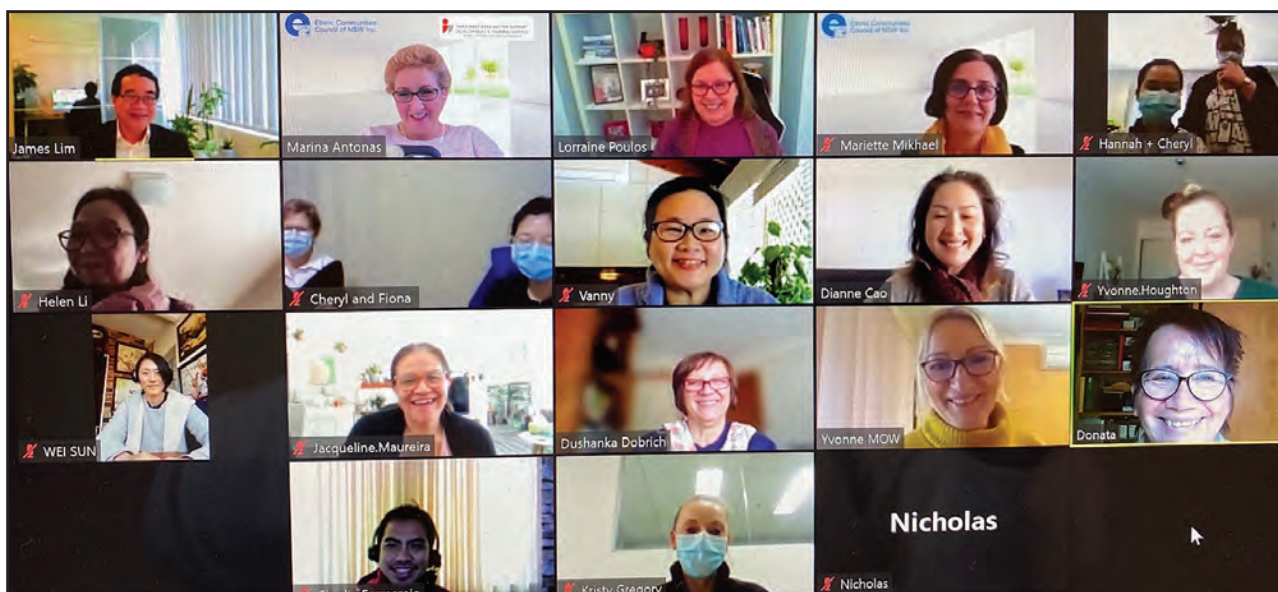 Ethnic Communities
Council of NSW Inc.
Ethnic Communities
Council of NSW Inc.
James Lim
Marina Antonas
Lorraine Poulos
Mariette Mikhael
Hannah + Cheryl
Helen Li
Cheryl and Fiona
Vanny
Dianne Cao
Yvonne.Houghton
WEI SUN
Jacqueline.Maureira
Dushanka Dobrich
Yvonne MOW
Donata
Nicholas
Kristy Gregory
Nicholas